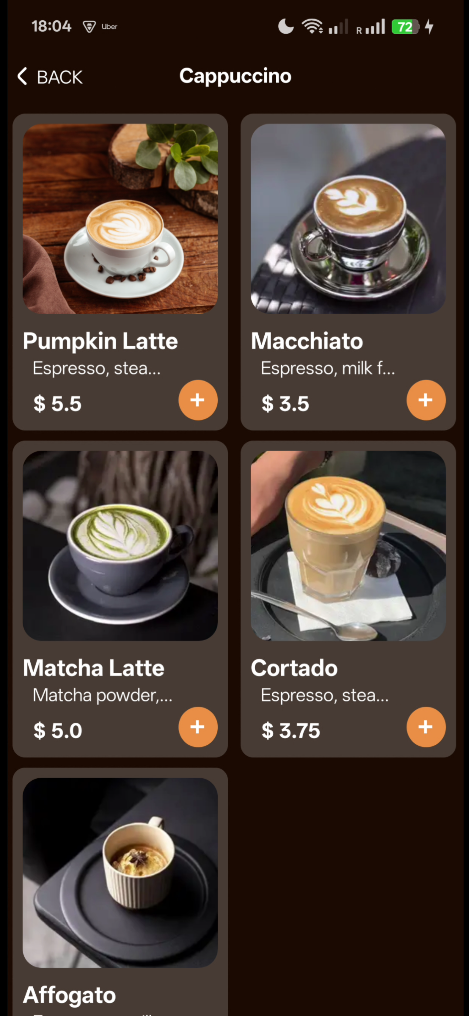 18:04 Uber R 72
BACK
Cappuccino
Pumpkin Latte
Espresso, stea...
$ 5.5
+
Macchiato
Espresso, milk f...
$ 3.5
+
Matcha Latte
Matcha powder,...
$ 5.0
+
Cortado
Espresso, stea...
$ 3.75
+
Affogato